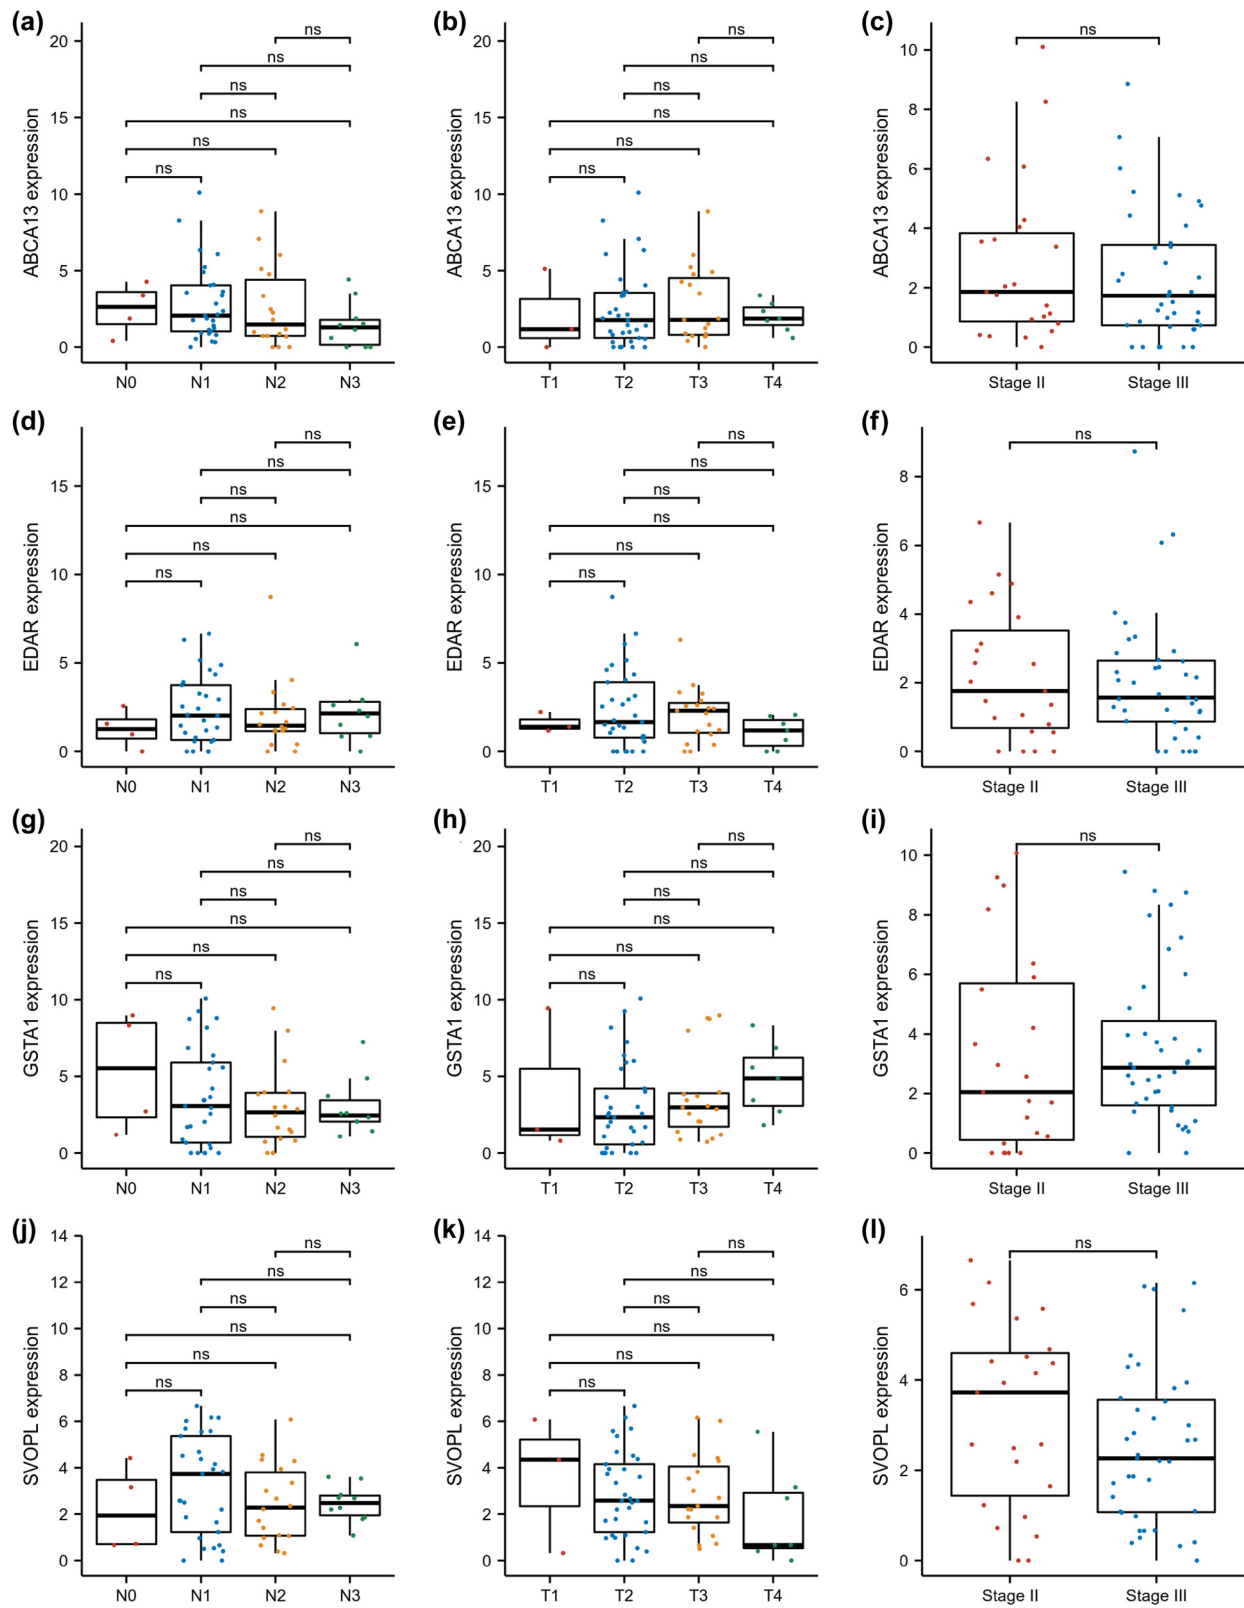 (a)
ABCA13 expression
20
15
10
5
0
ns
ns
ns
ns
ns
ns
N0 N1 N2 N3
(b)
ABCA13 expression
20
15
10
5
0
ns
ns
ns
ns
ns
ns
T1 T2 T3 T4
(c)
ABCA13 expression
10
8
6
4
2
0
ns
Stage II Stage III
(d)
EDAR expression
15
10
5
0
ns
ns
ns
ns
ns
ns
N0 N1 N2 N3
(e)
EDAR expression
15
10
5
0
ns
ns
ns
ns
ns
ns
T1 T2 T3 T4
(f)
EDAR expression
8
6
4
2
0
ns
Stage II Stage III
(g)
GSTA1 expression
20
15
10
5
0
ns
ns
ns
ns
ns
ns
N0 N1 N2 N3
(h)
GSTA1 expression
20
15
10
5
0
ns
ns
ns
ns
ns
ns
T1 T2 T3 T4
(i)
GSTA1 expression
10
8
6
4
2
0
ns
Stage II Stage III
(j)
SVOPL expression
14
12
10
8
6
4
2
0
ns
ns
ns
ns
ns
ns
N0 N1 N2 N3
(k)
SVOPL expression
14
12
10
8
6
4
2
0
ns
ns
ns
ns
ns
ns
T1 T2 T3 T4
(l)
SVOPL expression
6
4
2
0
ns
Stage II Stage III